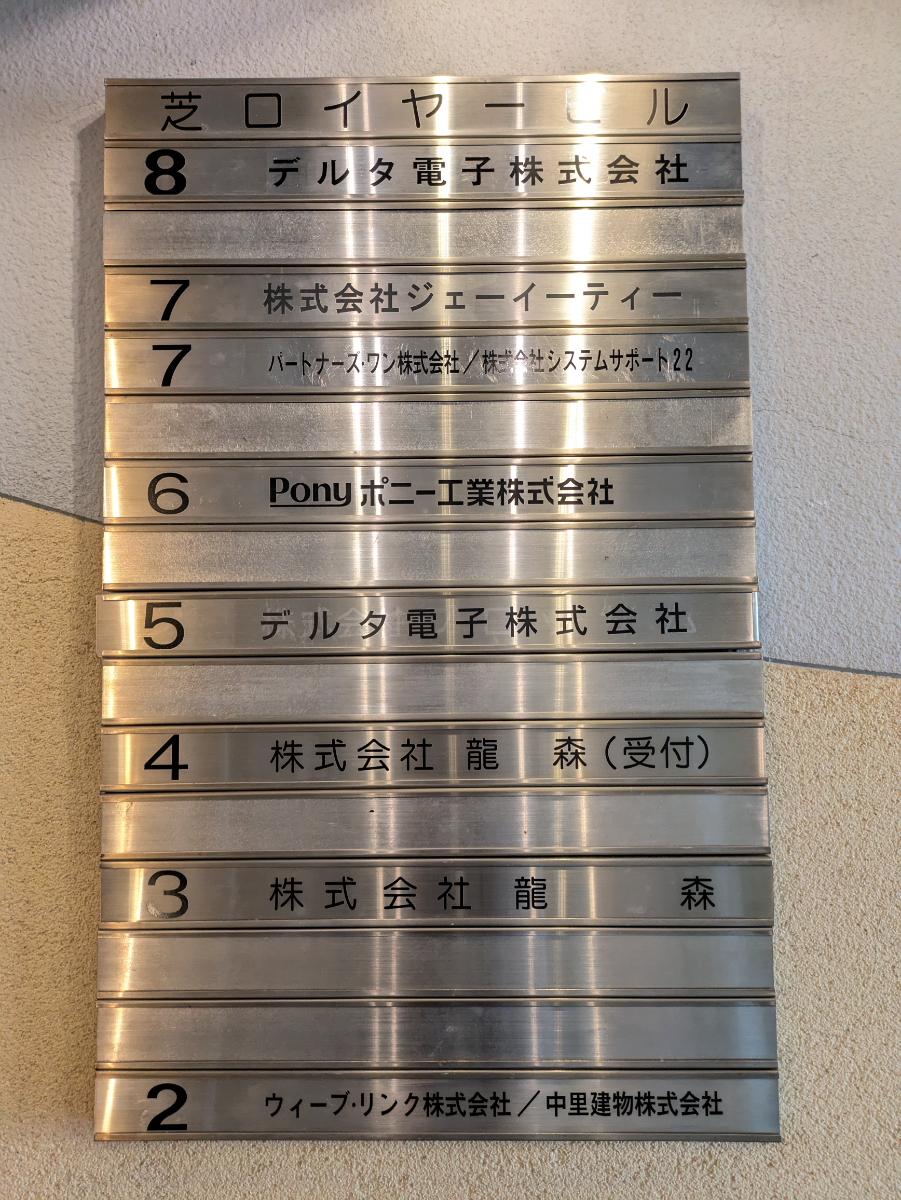 芝ロイヤービル
8 デルタ電子株式会社
7 株式会社ジェーイーティー
7 パートナーズ・ワン株式会社／株式会社システムサポート22
6 Pony ポニー工業株式会社
5 デルタ電子株式会社
4 株式会社 龍 森（受付）
3 株式会社 龍 森
2 ウィーブ・リンク株式会社／中里建物株式会社